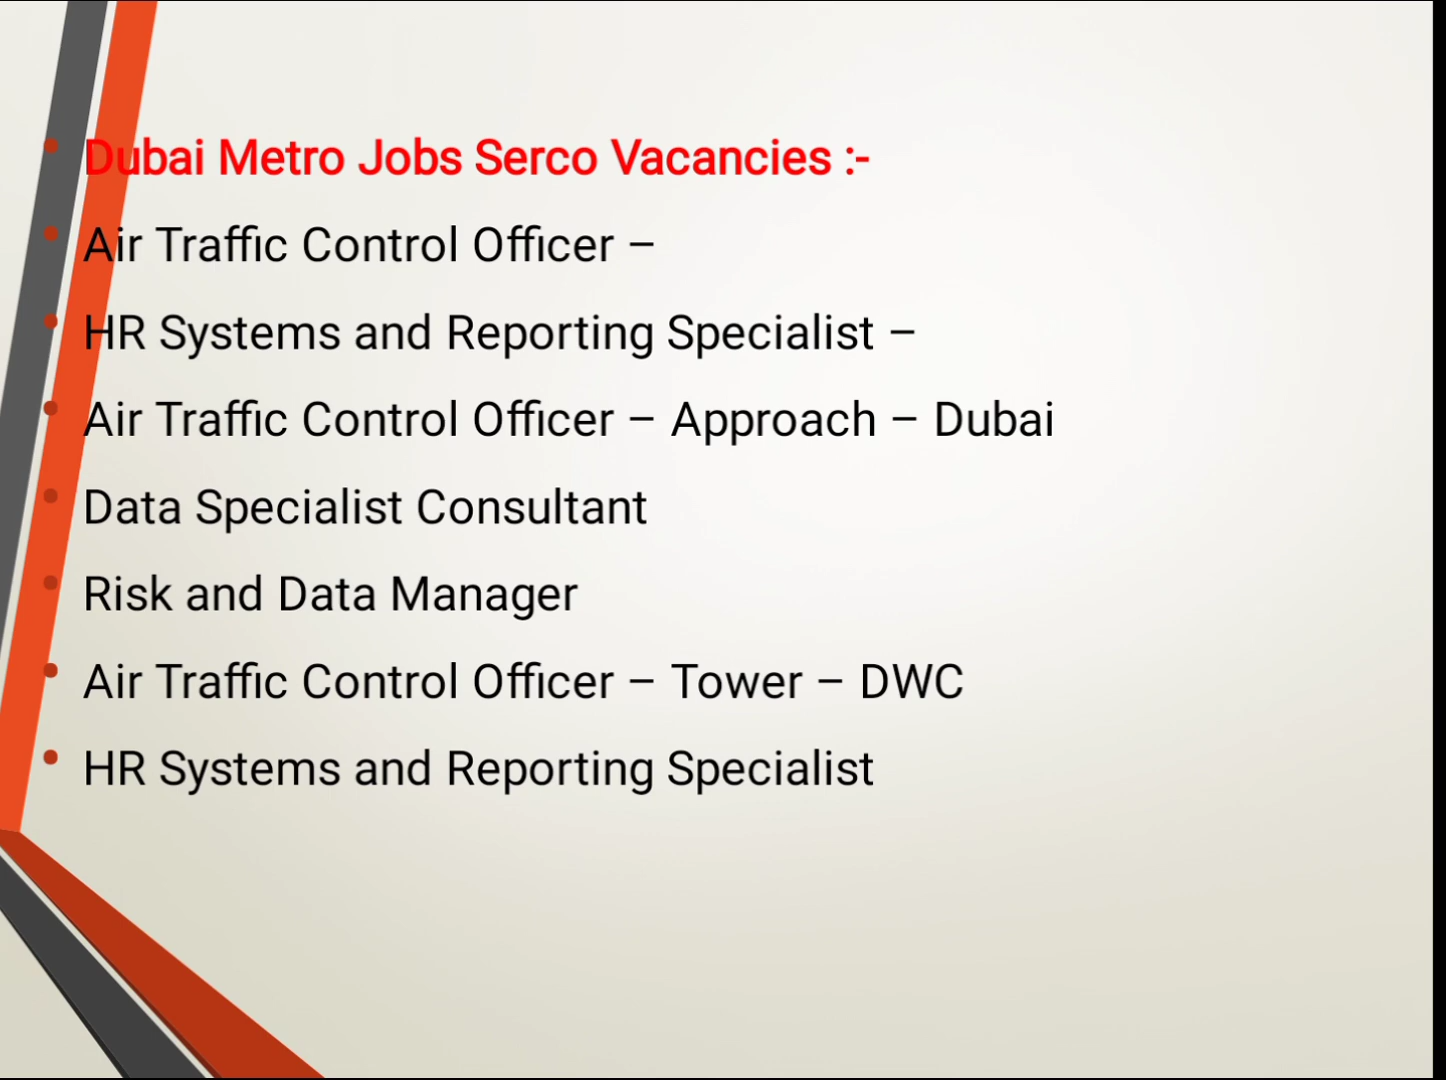 Dubai Metro Jobs Serco Vacancies :-
Air Traffic Control Officer –
HR Systems and Reporting Specialist –
Air Traffic Control Officer – Approach – Dubai
Data Specialist Consultant
Risk and Data Manager
Air Traffic Control Officer – Tower – DWC
HR Systems and Reporting Specialist